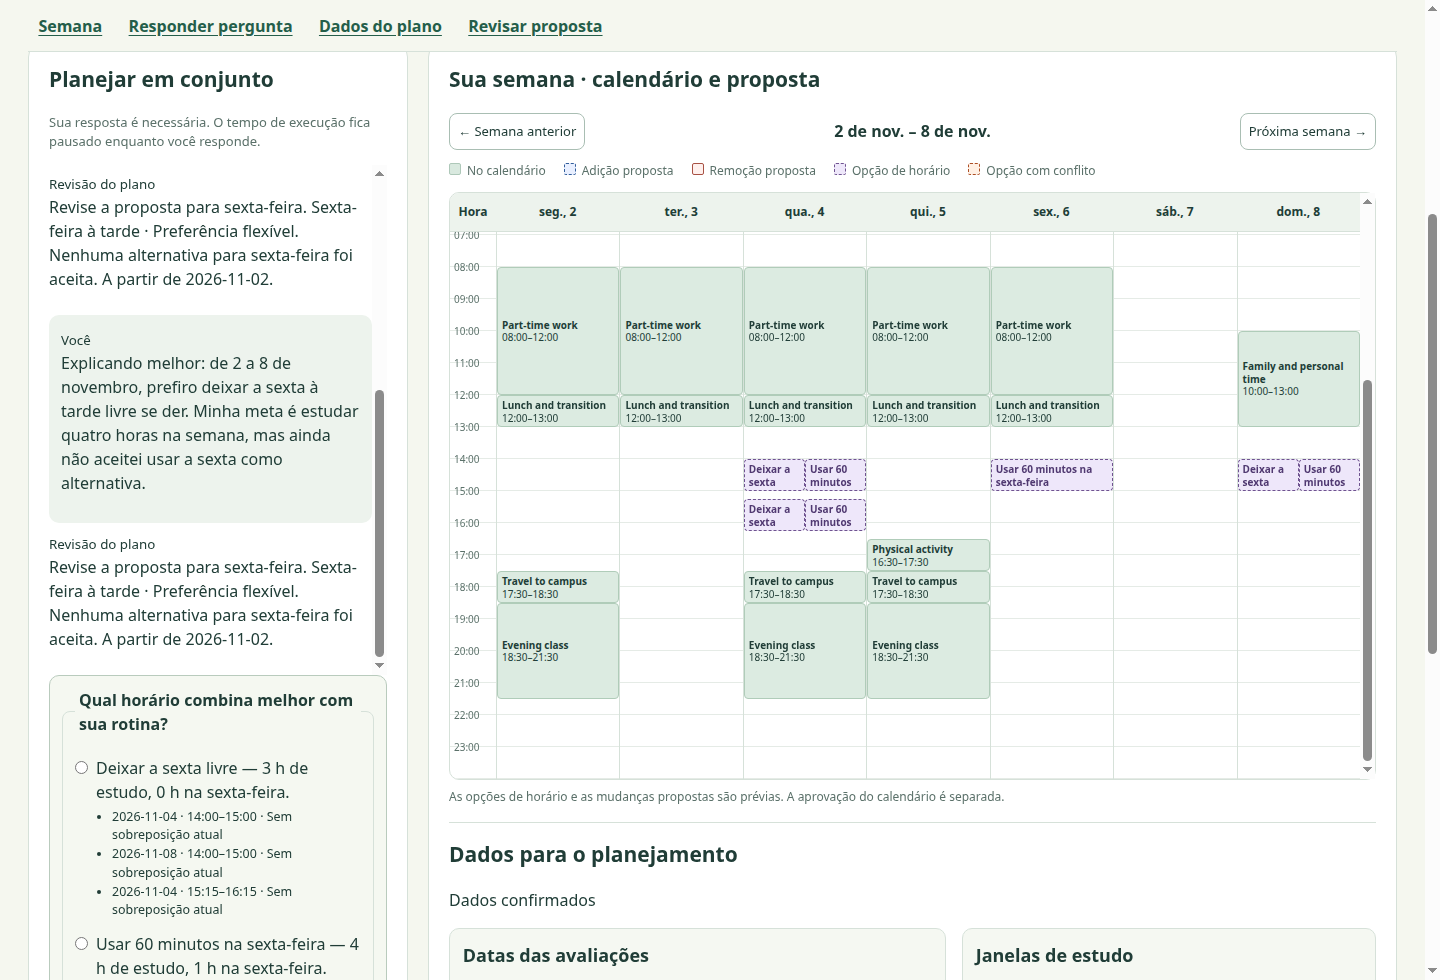 Semana Responder pergunta Dados do plano Revisar proposta
Planejar em conjunto
Sua resposta é necessária. O tempo de execução fica
pausado enquanto você responde.
Revisão do plano
Revise a proposta para sexta-feira. Sexta-
feira à tarde · Preferência flexível.
Nenhuma alternativa para sexta-feira foi
aceita. A partir de 2026-11-02.
Você
Explicando melhor: de 2 a 8 de
novembro, prefiro deixar a sexta à
tarde livre se der. Minha meta é estudar
quatro horas na semana, mas ainda
não aceitei usar a sexta como
alternativa.
Revisão do plano
Revise a proposta para sexta-feira. Sexta-
feira à tarde · Preferência flexível.
Nenhuma alternativa para sexta-feira foi
aceita. A partir de 2026-11-02.
Qual horário combina melhor com
sua rotina?
Deixar a sexta livre — 3 h de
estudo, 0 h na sexta-feira.
• 2026-11-04 · 14:00–15:00 · Sem
sobreposição atual
• 2026-11-08 · 14:00–15:00 · Sem
sobreposição atual
• 2026-11-04 · 15:15–16:15 · Sem
sobreposição atual
Usar 60 minutos na sexta-feira — 4
h de estudo, 1 h na sexta-feira.
Sua semana · calendário e proposta
← Semana anterior
2 de nov. – 8 de nov.
Próxima semana →
No calendário Adição proposta Remoção proposta Opção de horário Opção com conflito
Hora seg., 2 ter., 3 qua., 4 qui., 5 sex., 6 sáb., 7 dom., 8
07:00
08:00
09:00
10:00
11:00
12:00
13:00
14:00
15:00
16:00
17:00
18:00
19:00
20:00
21:00
22:00
23:00
Part-time work
08:00–12:00
Lunch and transition
12:00–13:00
Travel to campus
17:30–18:30
Evening class
18:30–21:30
Part-time work
08:00–12:00
Lunch and transition
12:00–13:00
Part-time work
08:00–12:00
Lunch and transition
12:00–13:00
Deixar a
sexta
Usar 60
minutos
Deixar a
sexta
Usar 60
minutos
Travel to campus
17:30–18:30
Evening class
18:30–21:30
Part-time work
08:00–12:00
Lunch and transition
12:00–13:00
Physical activity
16:30–17:30
Travel to campus
17:30–18:30
Evening class
18:30–21:30
Part-time work
08:00–12:00
Lunch and transition
12:00–13:00
Usar 60 minutos na
sexta-feira
Family and personal
time
10:00–13:00
Deixar a
sexta
Usar 60
minutos
As opções de horário e as mudanças propostas são prévias. A aprovação do calendário é separada.
Dados para o planejamento
Dados confirmados
Datas das avaliações
Janelas de estudo